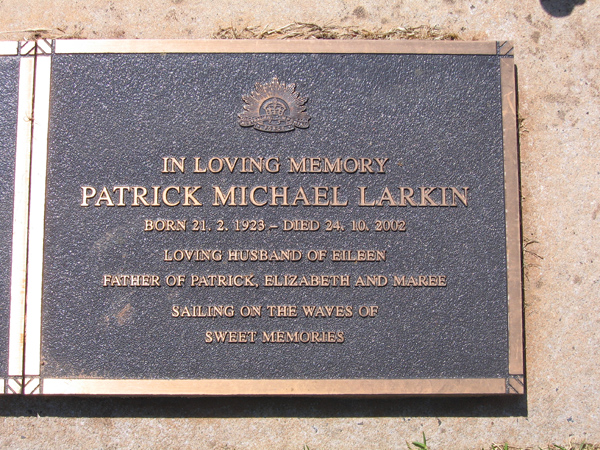 IN LOVING MEMORY
PATRICK MICHAEL LARKIN
BORN 21. 2. 1923 – DIED 24. 10. 2002
LOVING HUSBAND OF EILEEN
FATHER OF PATRICK, ELIZABETH AND MAREE
SAILING ON THE WAVES OF
SWEET MEMORIES